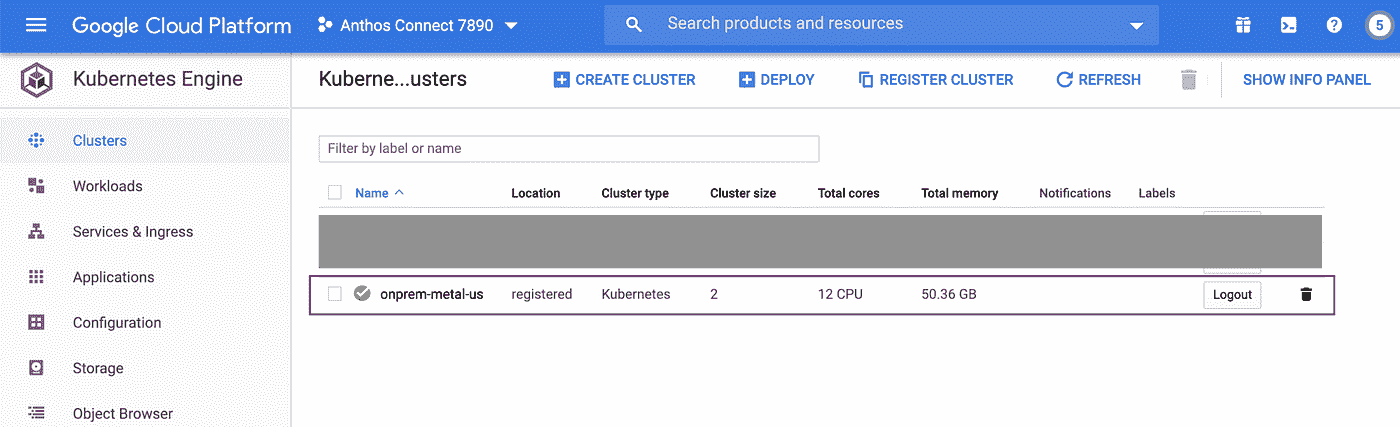 Google Cloud Platform Anthos Connect 7890 Search products and resources 5
Kubernetes Engine Kuberne...usters CREATE CLUSTER DEPLOY REGISTER CLUSTER REFRESH SHOW INFO PANEL
Clusters
Filter by label or name
Workloads
Name Location Cluster type Cluster size Total cores Total memory Notifications Labels
Services & Ingress
Applications
onprem-metal-us registered Kubernetes 2 12 CPU 50.36 GB Logout
Configuration
Storage
Object Browser